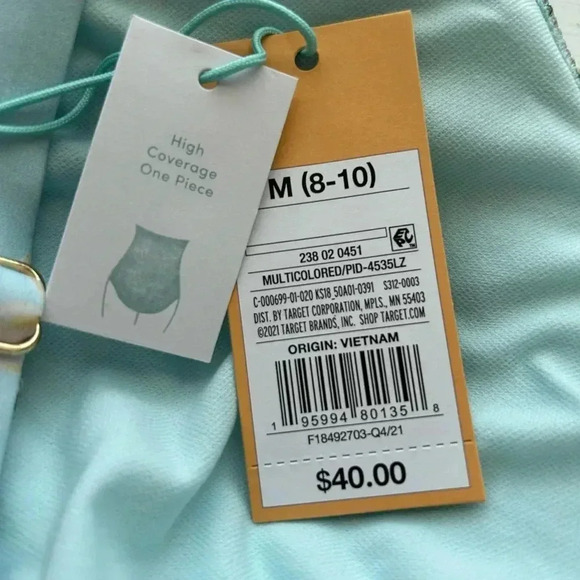 High
Coverage
One Piece
M (8-10)
238 02 0451
MULTICOLORED/PID-4535LZ
C-000699-01-020 KS18_5DA01-0391 S312-0003
DIST. BY TARGET CORPORATION, MPLS., MN 55403
©2021 TARGET BRANDS, INC. SHOP TARGET.COM
ORIGIN: VIETNAM
1 95994 80135 8
F18492703-Q4/21
$40.00